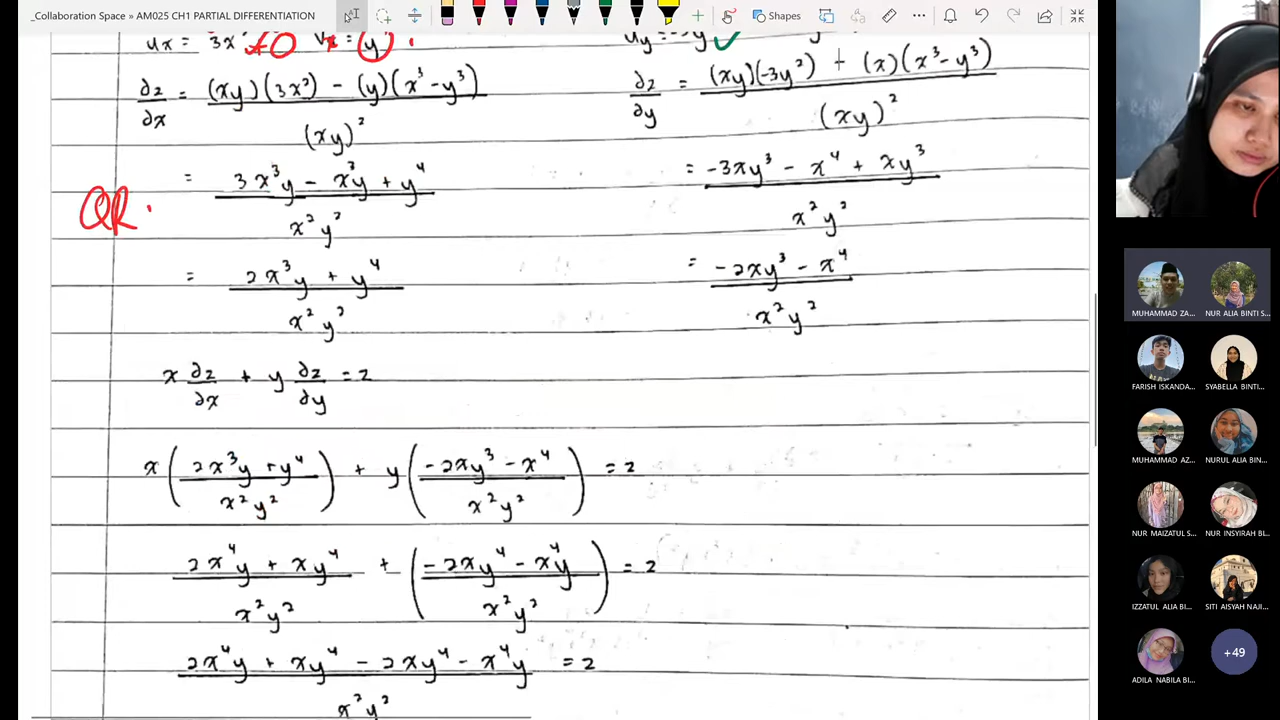 _Collaboration Space » AM025 CH1 PARTIAL DIFFERENTIATION
Shapes
ux = 3x² - 0 vx = (y).
∂z/∂x = (xy)(3x²) - (y)(x³ - y³) / (xy)²
= 3x³y - x³y + y⁴ / x²y²
= 2x³y + y⁴ / x²y²
QR.
∂z/∂y = (xy)(-3y²) + (x)(x³ - y³) / (xy)²
= -3xy³ - x⁴ + xy³ / x²y²
= -2xy³ - x⁴ / x²y²
x ∂z/∂x + y ∂z/∂y = z
x (2x³y + y⁴ / x²y²) + y (-2xy³ - x⁴ / x²y²) = z
2x⁴y + xy⁴ / x²y² + (-2xy⁴ - x⁴y / x²y²) = z
2x⁴y + xy⁴ - 2xy⁴ - x⁴y / x²y² = z
MUHAMMAD ZA...
NUR ALIA BINTI S...
FARISH ISKANDA...
SYABELLA BINTI...
MUHAMMAD AZ...
NURUL ALIA BIN...
NUR MAIZATUL S...
NUR INSYIRAH BI...
IZZATUL ALIA BI...
SITI AISYAH NAJI...
ADILA NABILA BI...
+49